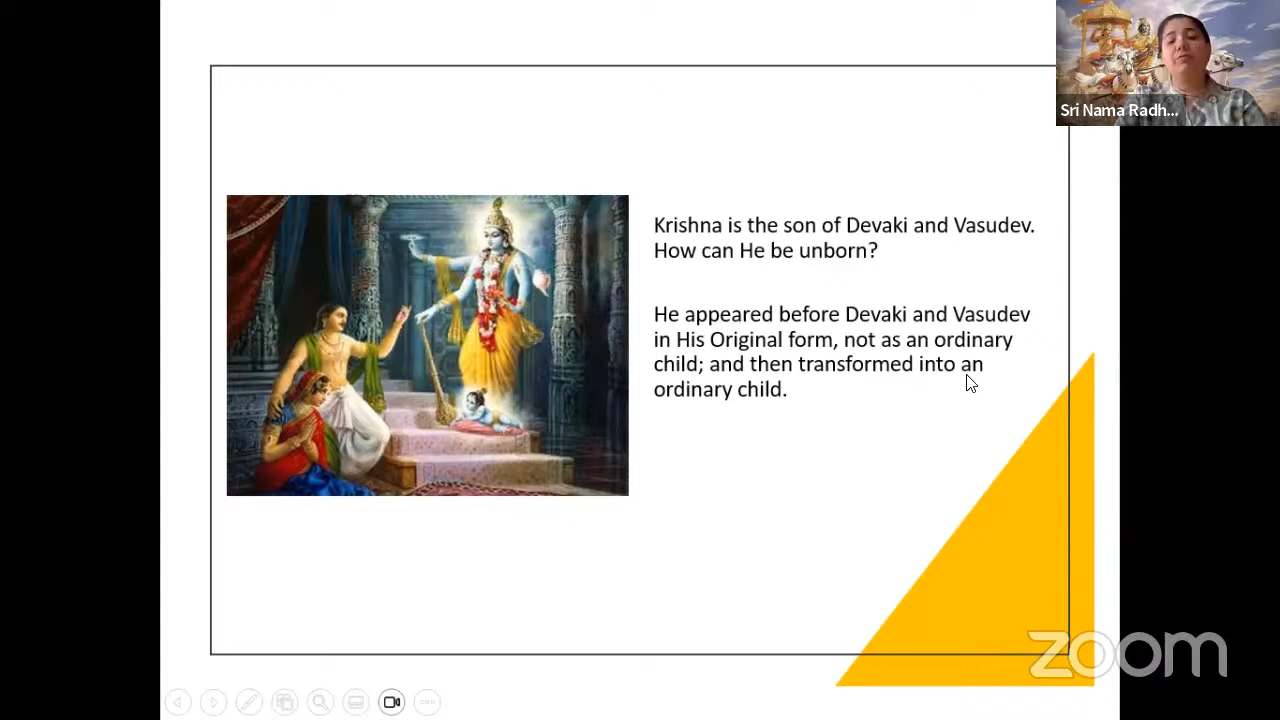 Sri Nama Radh...
Krishna is the son of Devaki and Vasudev.
How can He be unborn?
He appeared before Devaki and Vasudev
in His Original form, not as an ordinary
child; and then transformed into an
ordinary child.
zoom